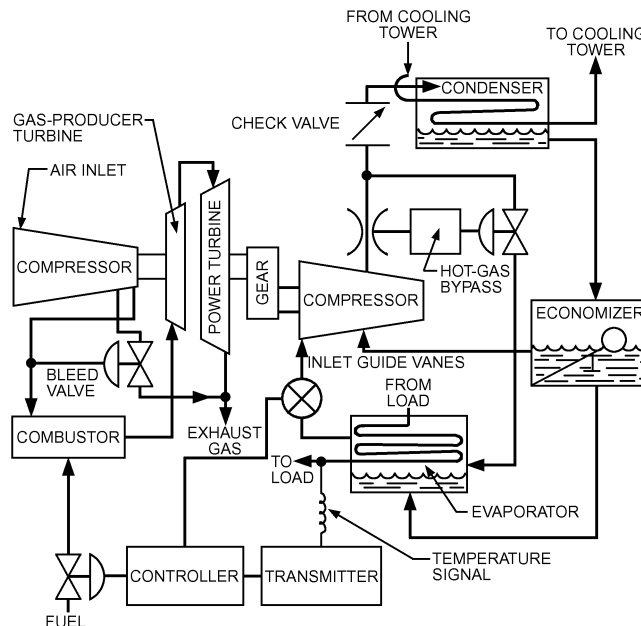 FROM COOLING
TOWER
TO COOLING
TOWER
CONDENSER
GAS-PRODUCER
TURBINE
CHECK VALVE
AIR INLET
COMPRESSOR
POWER TURBINE
GEAR
COMPRESSOR
HOT-GAS
BYPASS
ECONOMIZER
INLET GUIDE VANES
BLEED
VALVE
FROM
LOAD
COMBUSTOR
EXHAUST
GAS
TO
LOAD
EVAPORATOR
TEMPERATURE
SIGNAL
CONTROLLER
TRANSMITTER
FUEL